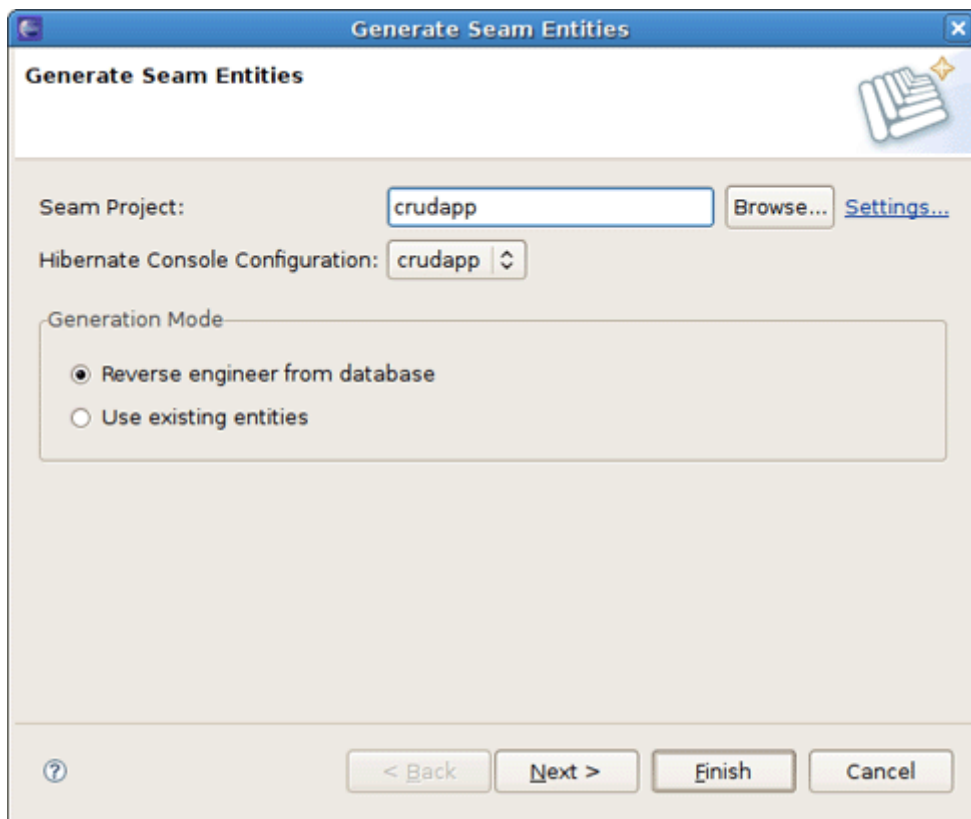 Generate Seam Entities
Generate Seam Entities
Seam Project: crudapp Browse... Settings...
Hibernate Console Configuration: crudapp
Generation Mode
Reverse engineer from database
Use existing entities
? < Back Next > Finish Cancel